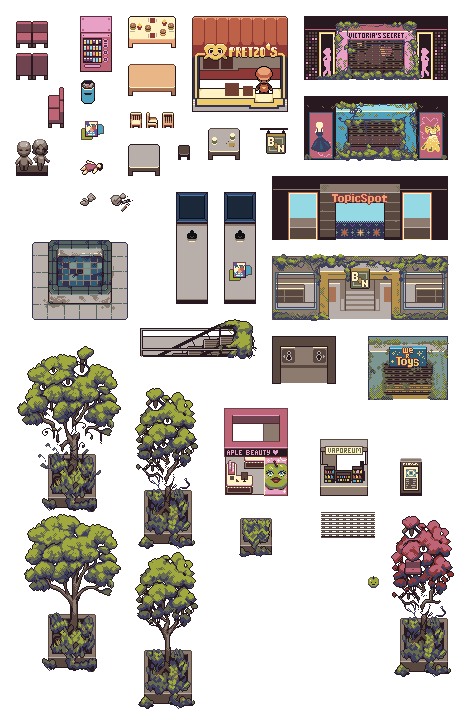 PRETZO'S
VICTORIA'S SECRET
B
N
ToPicSpot
B
N
we
Toys
APLE BEAUTY ♥
VAPOREUM